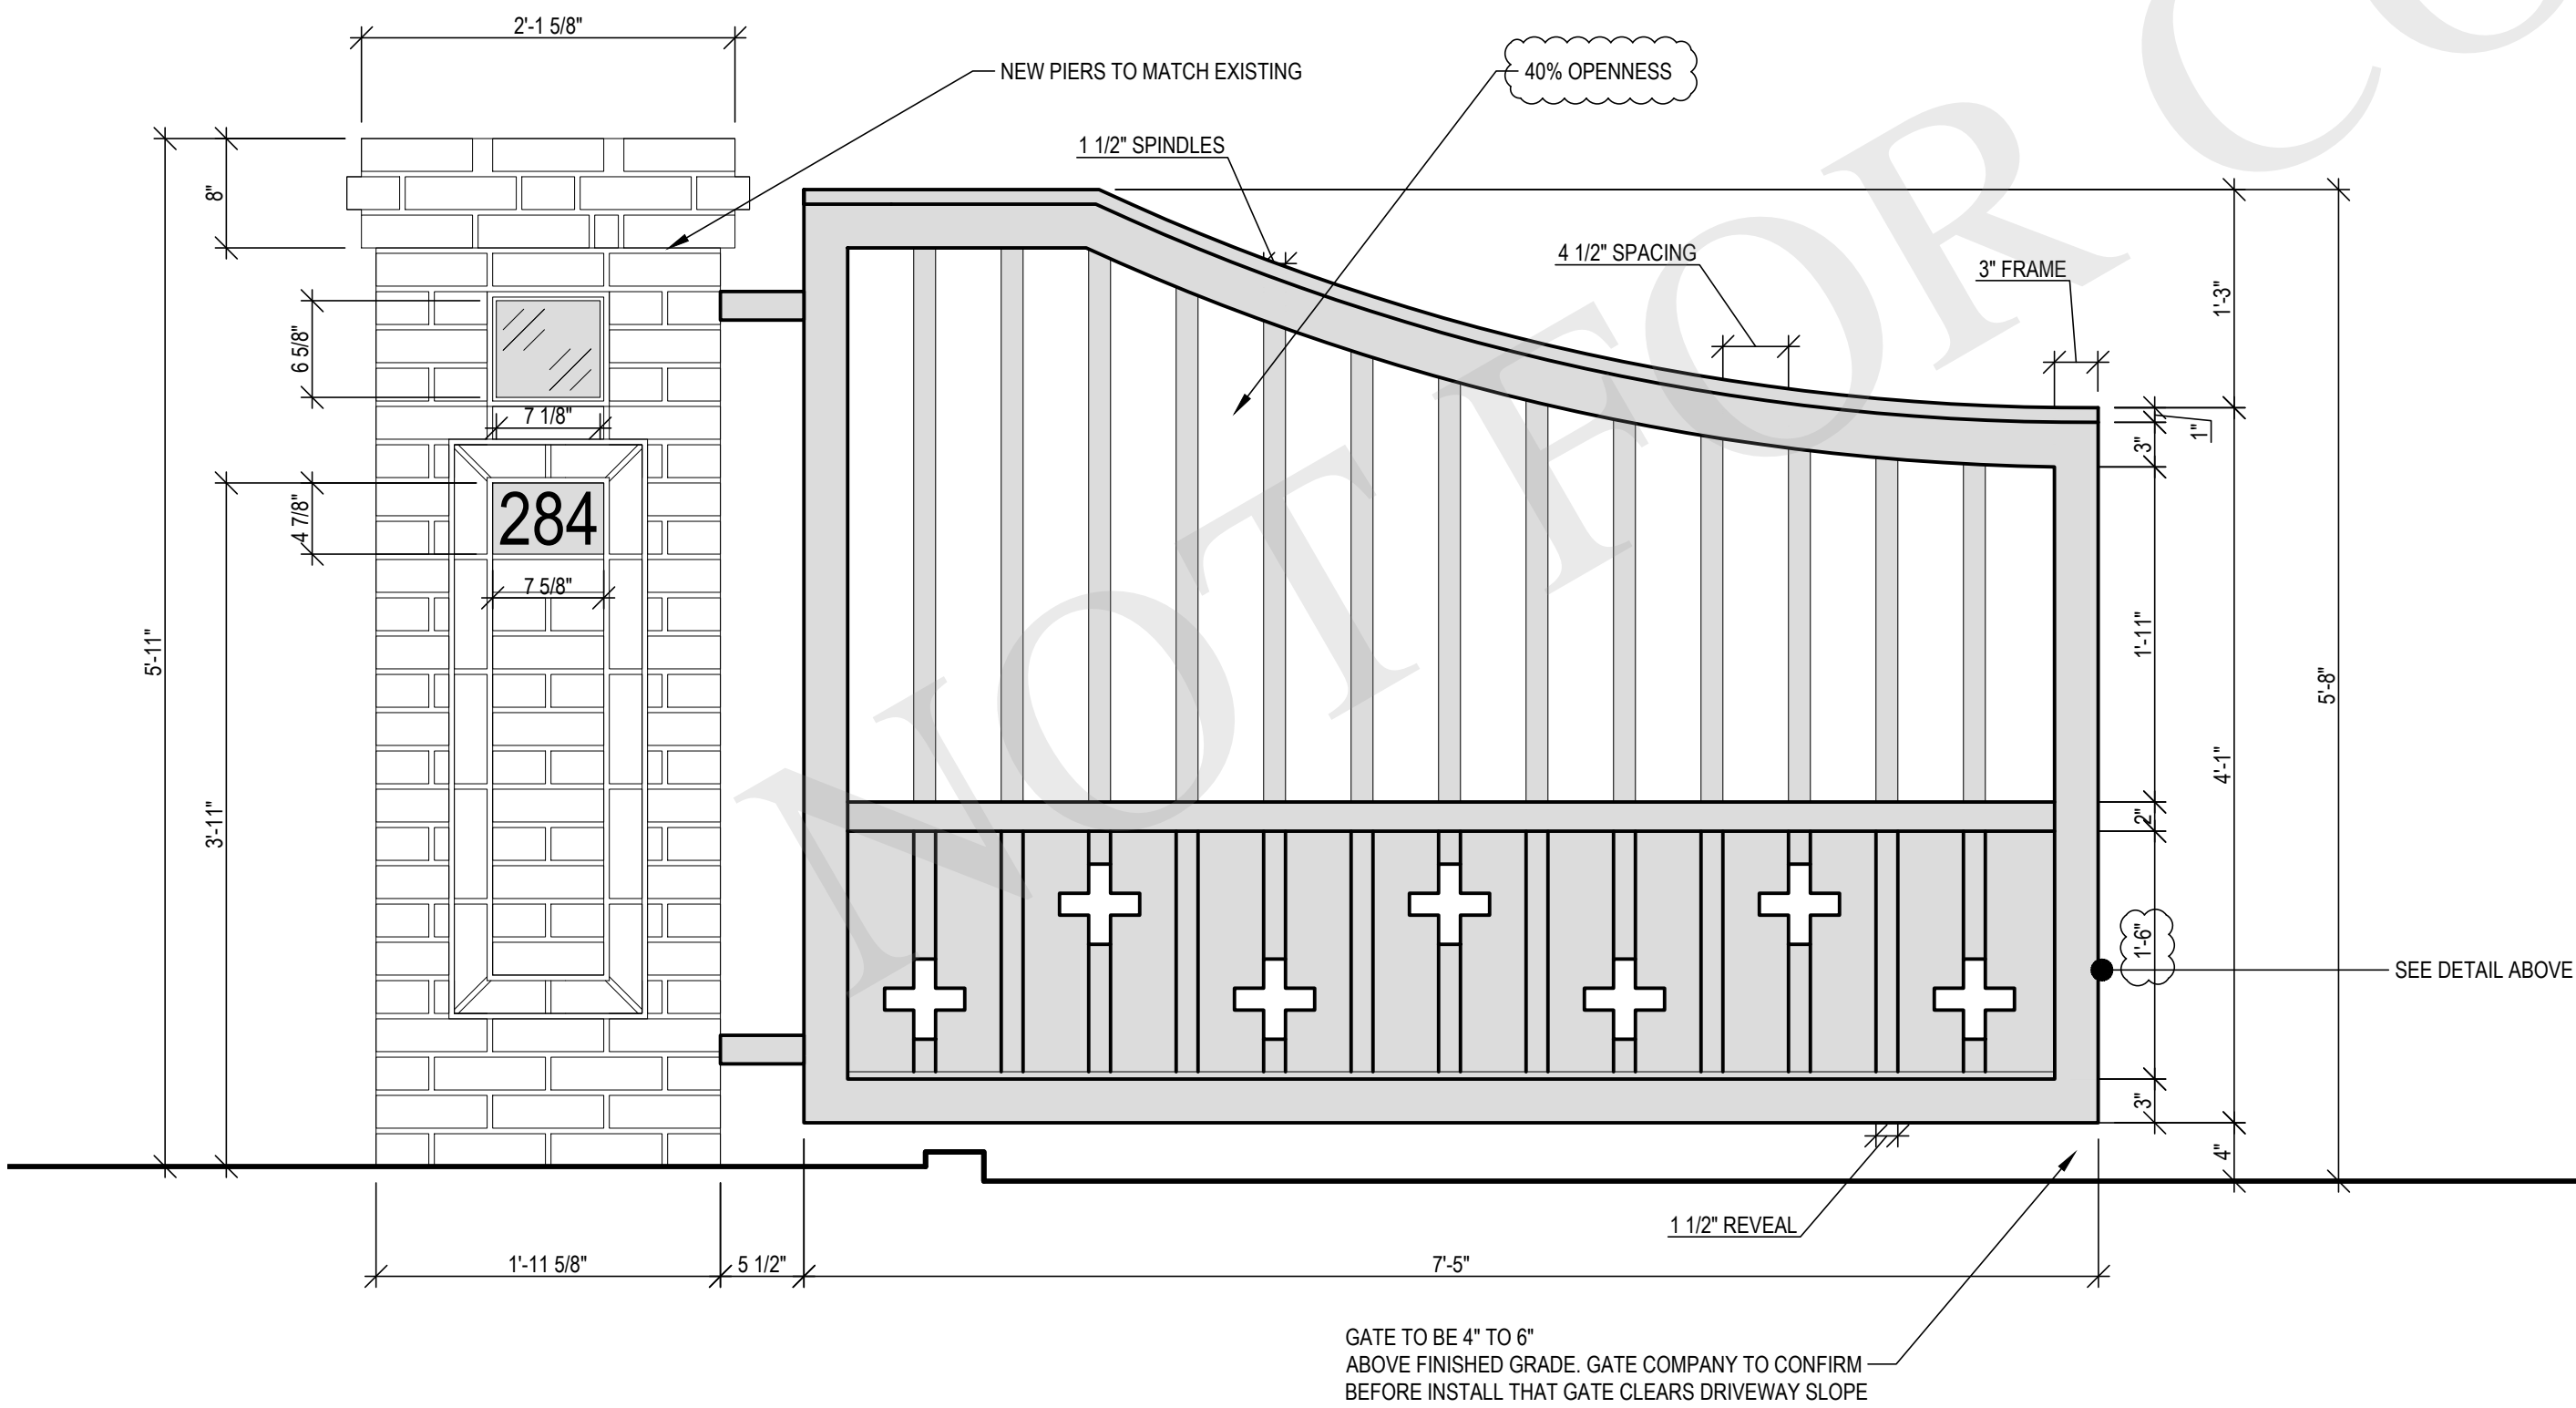 2'-1 5/8"
NEW PIERS TO MATCH EXISTING
40% OPENNESS
1 1/2" SPINDLES
8"
4 1/2" SPACING
3" FRAME
1'-3"
6 5/8"
7 1/8"
1"
3"
284
4 7/8"
7 5/8"
5'-11"
1'-11"
5'-8"
4'-1"
3'-11"
2"
1'-6"
SEE DETAIL ABOVE
3"
4"
1 1/2" REVEAL
1'-11 5/8"
5 1/2"
7'-5"
GATE TO BE 4" TO 6"
ABOVE FINISHED GRADE. GATE COMPANY TO CONFIRM
BEFORE INSTALL THAT GATE CLEARS DRIVEWAY SLOPE
NOT FOR CO